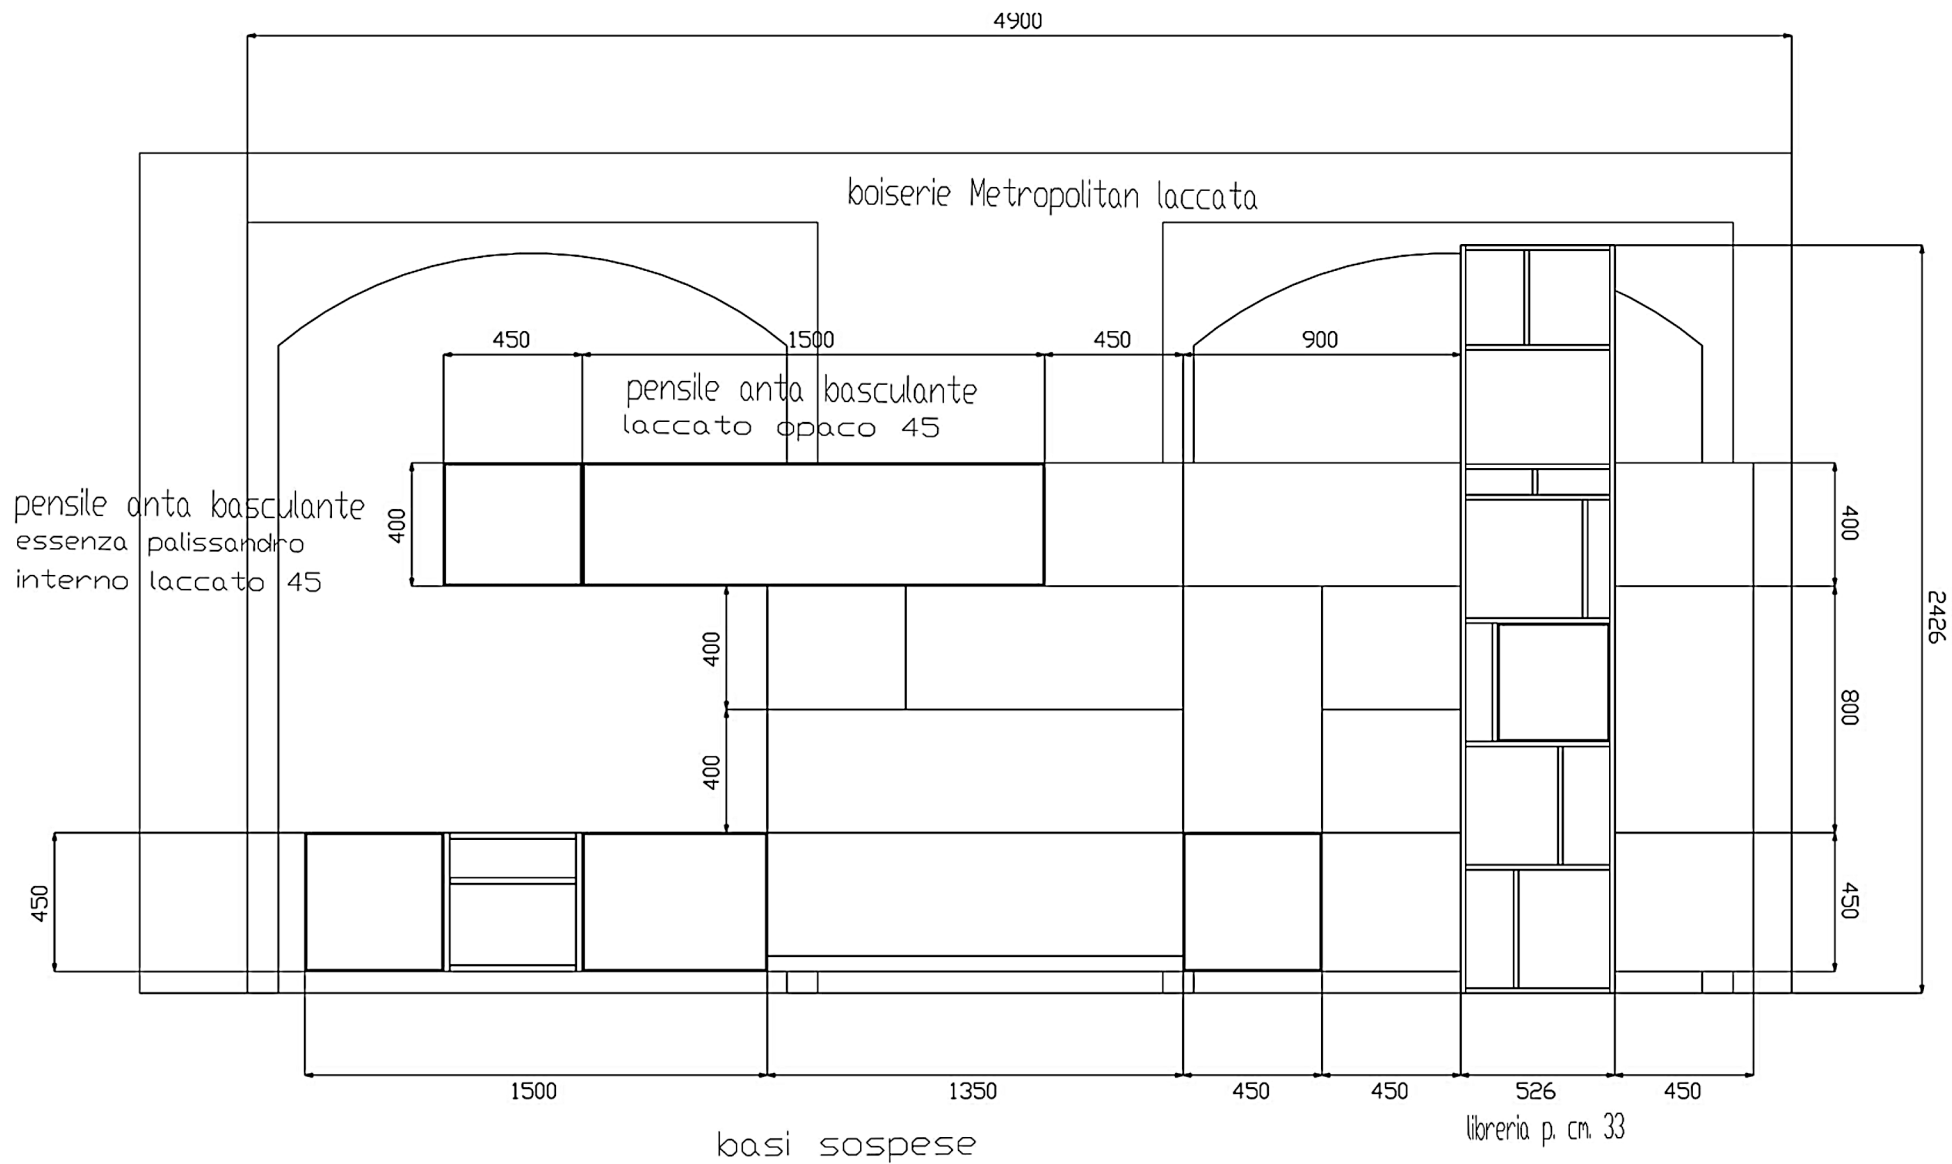 4900
boiserie Metropolitan laccata
450
1500
450
900
pensile anta basculante
laccato opaco 45
pensile anta basculante
essenza palissandro
interno laccato 45
400
400
2426
400
800
400
450
450
1500
1350
450
450
526
450
libreria p. cm. 33
basi sospese